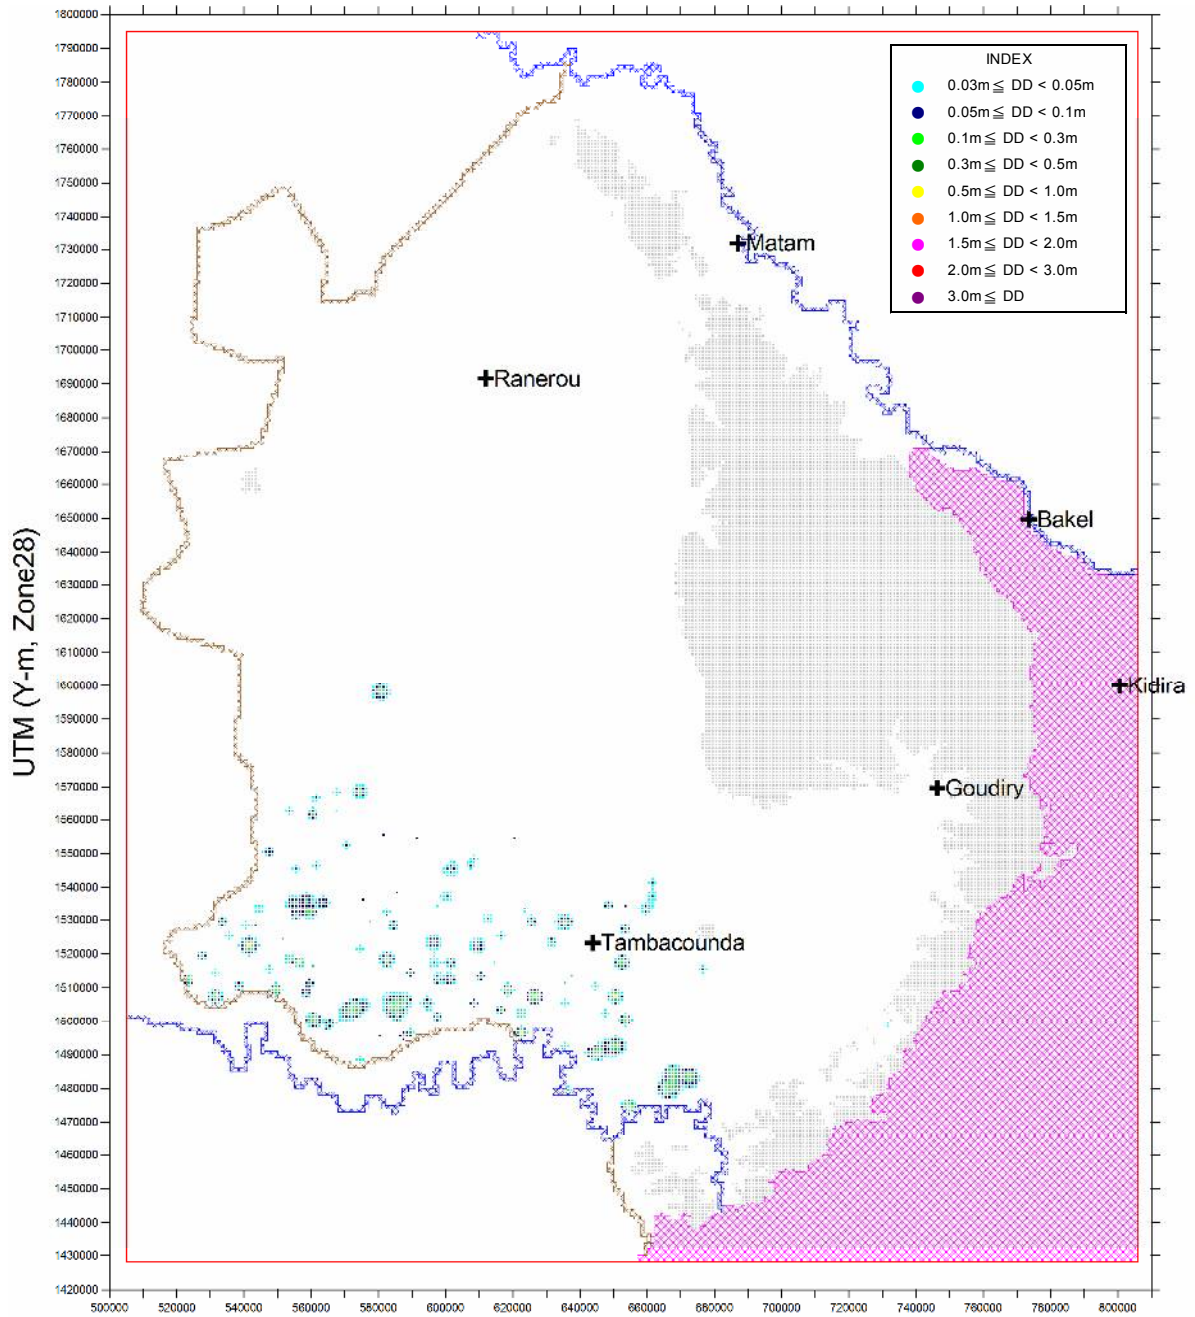 1800000
1790000
1780000
1770000
1760000
1750000
1740000
1730000
1720000
1710000
1700000
1690000
1680000
1670000
1660000
1650000
1640000
1630000
1620000
1610000
1600000
1590000
1580000
1570000
1560000
1550000
1540000
1530000
1520000
1510000
1500000
1490000
1480000
1470000
1460000
1450000
1440000
1430000
1420000
UTM (Y-m, Zone28)
INDEX
0.03m≦ DD < 0.05m
0.05m≦ DD < 0.1m
0.1m≦ DD < 0.3m
0.3m≦ DD < 0.5m
0.5m≦ DD < 1.0m
1.0m≦ DD < 1.5m
1.5m≦ DD < 2.0m
2.0m≦ DD < 3.0m
3.0m≦ DD
Matam
Ranerou
Bakel
Kidira
Goudiry
Tambacounda
500000 520000 540000 560000 580000 600000 620000 640000 660000 680000 700000 720000 740000 760000 780000 800000